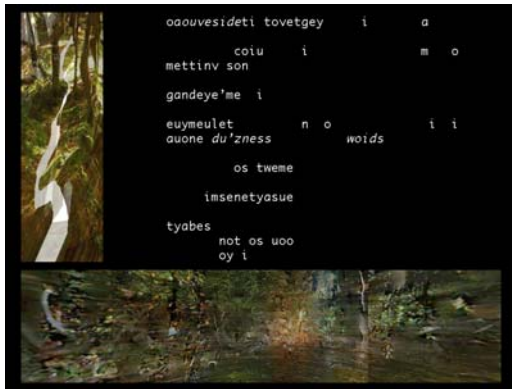 oaouvesideti tovetgey i a
coiu i m o
mettinv son
gandeye'me i
euymeulet n o i i
auone du'zness woids
os tweme
imsenetyasue
tyabes
not os uoo
oy i